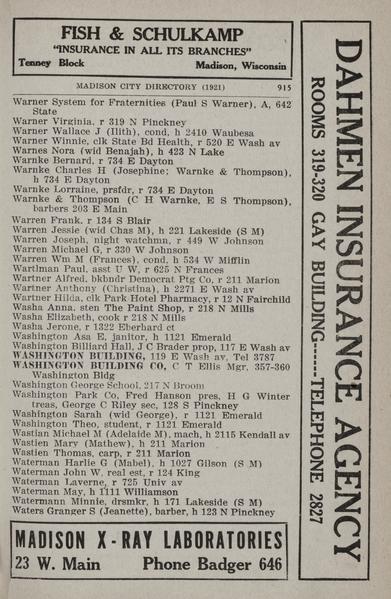 FISH & SCHULKAMP
"INSURANCE IN ALL ITS BRANCHES"
Tenney Block Madison, Wisconsin
MADISON CITY DIRECTORY (1921) 915
Warner System for Fraternities (Paul S Warner), A, 642
State
Warner Virginia, r 319 N Pinckney
Warner Wallace J (Ilith), cond, h 2410 Waubesa
Warner Winnie, clk State Bd Health, r 520 E Wash av
Warnes Nora (wid Benajah), h 423 N Lake
Warnke Bernard, r 734 E Dayton
Warnke Charles H (Josephine; Warnke & Thompson),
h 734 E Dayton
Warnke Lorraine, prsfdr, r 734 E Dayton
Warnke & Thompson (C H Warnke, E S Thompson),
barbers 203 E Main
Warren Frank, r 134 S Blair
Warren Jessie (wid Chas M), h 221 Lakeside (S M)
Warren Joseph, night watchmn, r 449 W Johnson
Warren Michael G, r 330 W Johnson
Warren Wm M (Frances), cond, h 534 W Mifflin
Wartlman Paul, asst U W, r 625 N Frances
Wartner Alfred, bkbndr Democrat Ptg Co, r 211 Marion
Wartner Anthony (Christina), h 2271 E Wash av
Wartner Hilda, clk Park Hotel Pharmacy, r 12 N Fairchild
Washa Anna, sten The Paint Shop, r 218 N Mills
Washa Elizabeth, cook r 218 N Mills
Washa Jerone, r 1322 Eberhard ct
Washington Asa E, janitor, h 1121 Emerald
Washington Billiard Hall, J C Brader prop, 117 E Wash av
WASHINGTON BUILDING, 119 E Wash av, Tel 3787
WASHINGTON BUILDING CO, C T Ellis Mgr, 357-360
Washington Bldg
Washington George School, 217 N Broom
Washington Park Co, Fred Hanson pres, H G Winter
treas, George C Riley sec, 128 S Pinckney
Washington Sarah (wid George), r 1121 Emerald
Washington Theo, student, r 1121 Emerald
Wastian Michael M (Adelaide M), mach, h 2115 Kendall av
Wastien Mary (Mathew), h 211 Marion
Wastien Thomas, carp, r 211 Marion
Waterman Harlie G (Mabel), h 1027 Gilson (S M)
Waterman John W, real est, r 124 King
Waterman Laverne, r 725 Univ av
Waterman May, h 1111 Williamson
Watermann Minnie, drsmkr, h 171 Lakeside (S M)
Waters Granger S (Jeanette), barber, h 123 N Pinckney
MADISON X-RAY LABORATORIES
23 W. Main Phone Badger 646
DAHMEN INSURANCE AGENCY
ROOMS 319-320 GAY BUILDING------TELEPHONE 2827